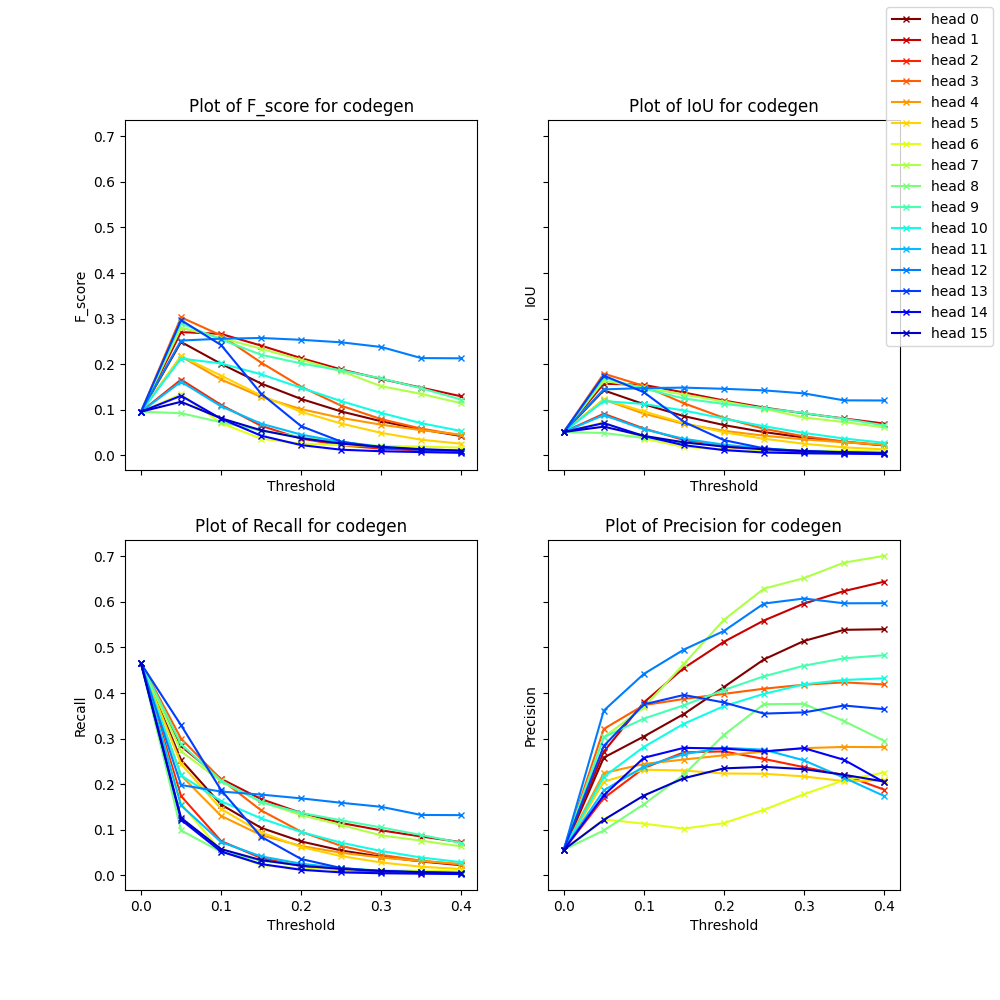 Plot of F_score for codegen
0.7
0.6
0.5
0.4
0.3
0.2
0.1
0.0
F_score
Threshold
Plot of IoU for codegen
IoU
Threshold
head 0
head 1
head 2
head 3
head 4
head 5
head 6
head 7
head 8
head 9
head 10
head 11
head 12
head 13
head 14
head 15
Plot of Recall for codegen
0.7
0.6
0.5
0.4
0.3
0.2
0.1
0.0
Recall
0.0 0.1 0.2 0.3 0.4
Threshold
Plot of Precision for codegen
Precision
0.0 0.1 0.2 0.3 0.4
Threshold